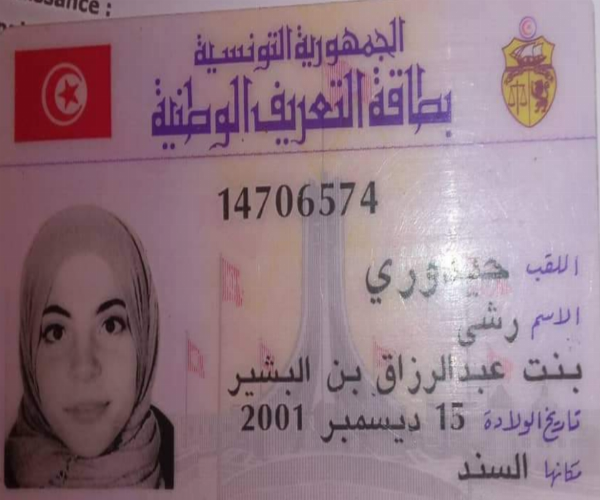 الجمهورية التونسية
بطاقة التعريف الوطنية
14706574
اللقب حيدوري
الاسم رشى
بنت عبدالرزاق بن البشير
تاريخ الولادة 15 ديسمبر 2001
مكانها السند